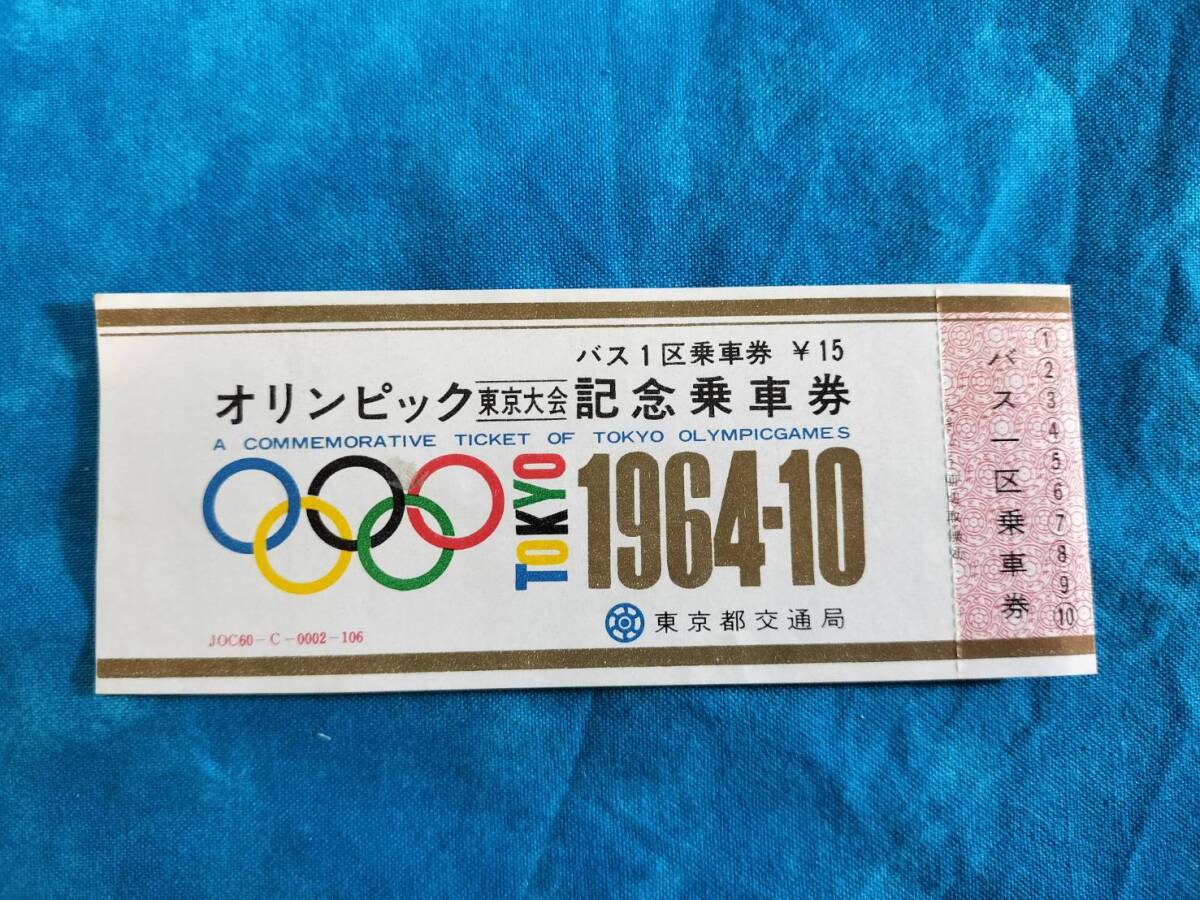 バス1区乗車券 ¥15
オリンピック東京大会記念乗車券
A COMMEMORATIVE TICKET OF TOKYO OLYMPICGAMES
TOKYO
1964-10
東京都交通局
JOC60-C-0002-106
バス一区乗車券
①
②
③
④
⑤
⑥
⑦
⑧
⑨
⑩